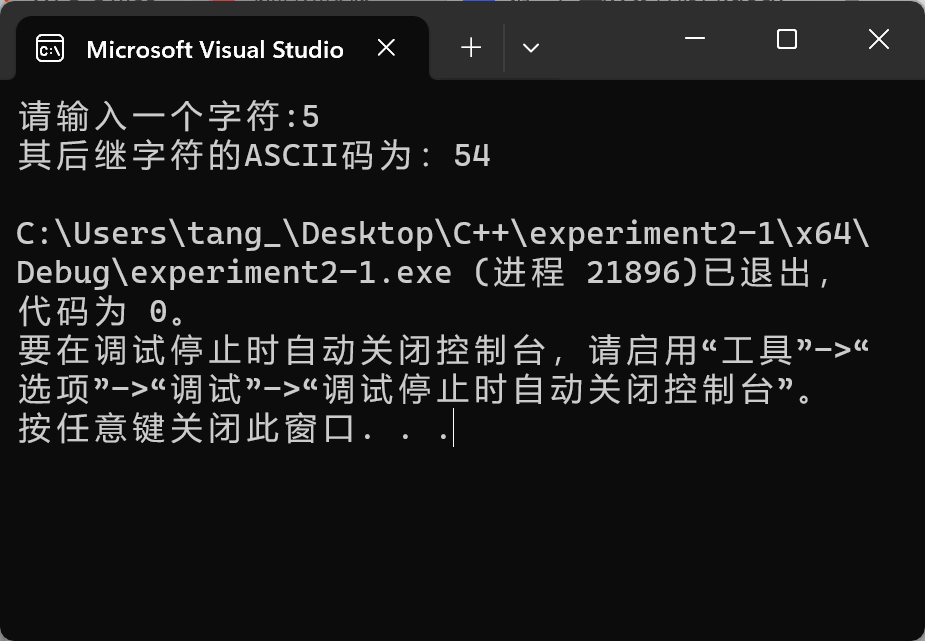 Microsoft Visual Studio
请输入一个字符:5
其后继字符的ASCII码为: 54
C:\Users\tang_\Desktop\C++\experiment2-1\x64\
Debug\experiment2-1.exe (进程 21896)已退出,
代码为 0。
要在调试停止时自动关闭控制台, 请启用“工具”->“
选项”->“调试”->“调试停止时自动关闭控制台”。
按任意键关闭此窗口. . .